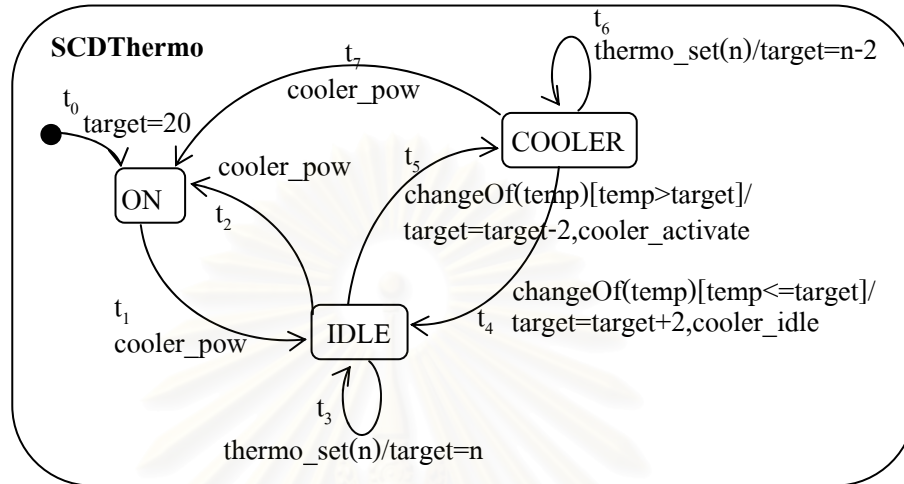 SCDThermo
t6
thermo_set(n)/target=n-2
t7
cooler_pow
t0
target=20
COOLER
t5
cooler_pow
ON
changeOf(temp)[temp>target]/
target=target-2,cooler_activate
t2
changeOf(temp)[temp<=target]/
t4
target=target+2,cooler_idle
t1
cooler_pow
IDLE
t3
thermo_set(n)/target=n